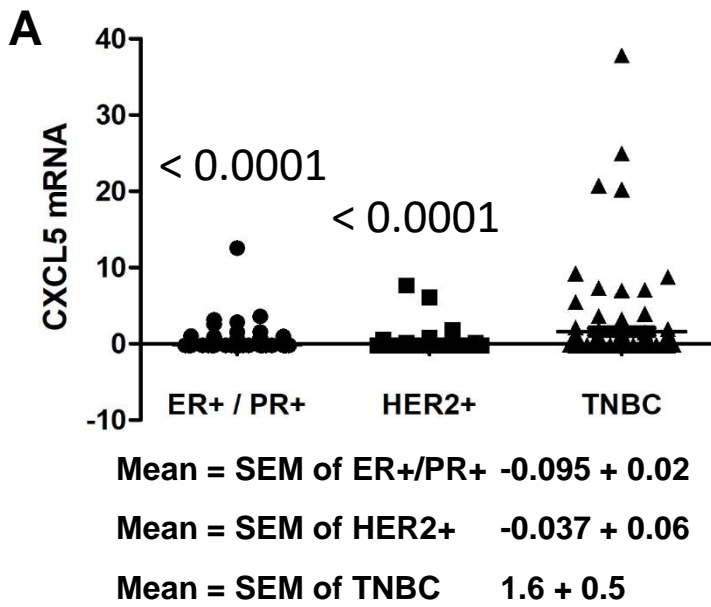 A
40
30
20
10
0
-10
CXCL5 mRNA
< 0.0001
< 0.0001
ER+ / PR+ HER2+ TNBC
Mean = SEM of ER+/PR+ -0.095 + 0.02
Mean = SEM of HER2+ -0.037 + 0.06
Mean = SEM of TNBC 1.6 + 0.5